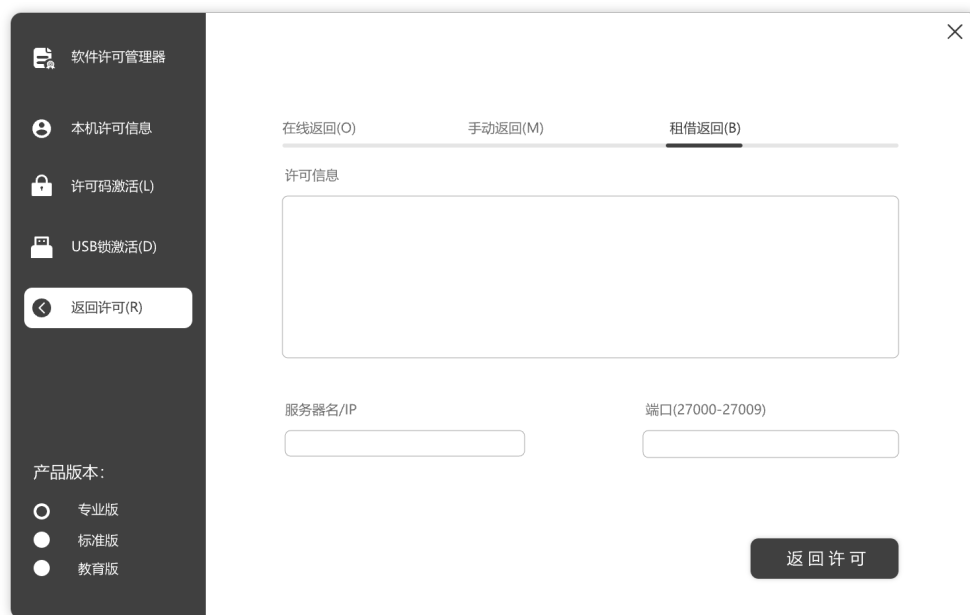 软件许可管理器
本机许可信息
许可码激活(L)
USB锁激活(D)
返回许可(R)
产品版本：
专业版
标准版
教育版
在线返回(O) 手动返回(M) 租借返回(B)
许可信息
服务器名/IP 端口(27000-27009)
返回许可